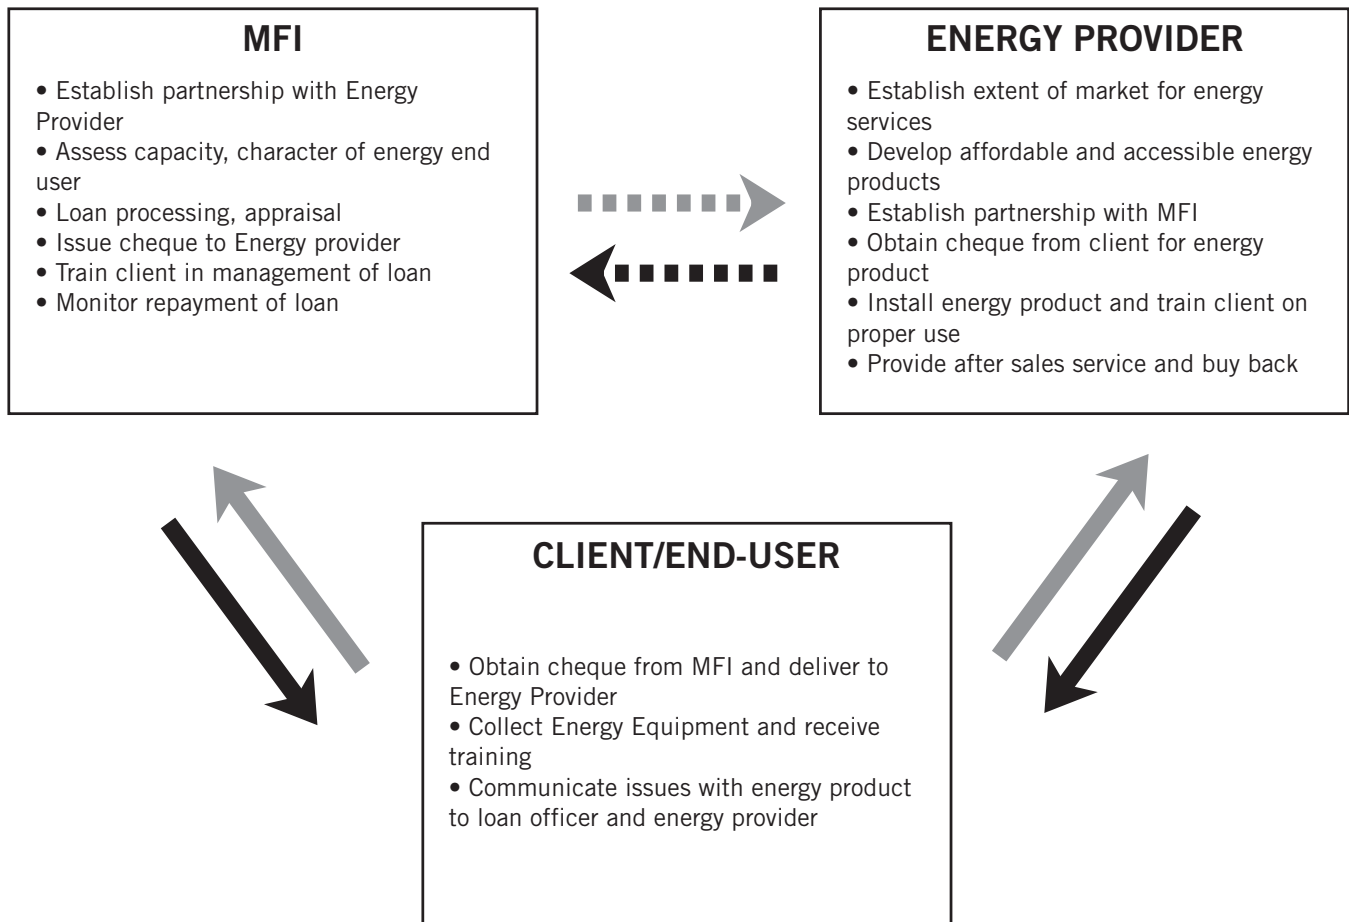 MFI
• Establish partnership with Energy
Provider
• Assess capacity, character of energy end
user
• Loan processing, appraisal
• Issue cheque to Energy provider
• Train client in management of loan
• Monitor repayment of loan
ENERGY PROVIDER
• Establish extent of market for energy
services
• Develop affordable and accessible energy
products
• Establish partnership with MFI
• Obtain cheque from client for energy
product
• Install energy product and train client on
proper use
• Provide after sales service and buy back
CLIENT/END-USER
• Obtain cheque from MFI and deliver to
Energy Provider
• Collect Energy Equipment and receive
training
• Communicate issues with energy product
to loan officer and energy provider